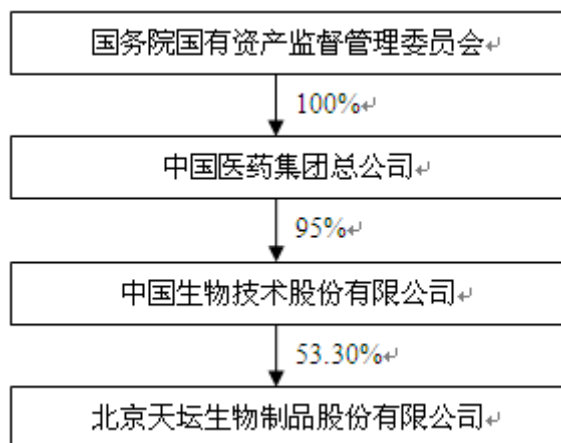 国务院国有资产监督管理委员会↵
100%↵
中国医药集团总公司↵
95%↵
中国生物技术股份有限公司↵
53.30%↵
北京天坛生物制品股份有限公司↵